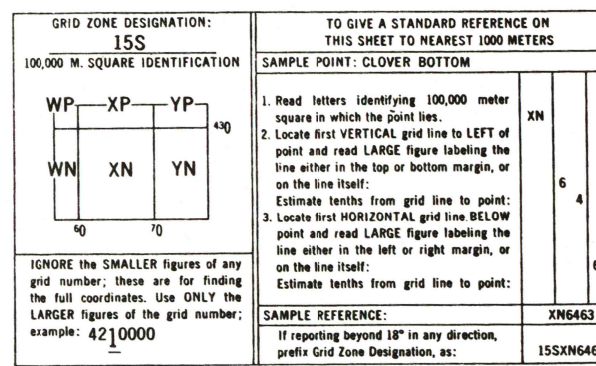 GRID ZONE DESIGNATION:
15S
100,000 M. SQUARE IDENTIFICATION
WP XP YP
430
WN XN YN
60 70
IGNORE the SMALLER figures of any
grid number; these are for finding
the full coordinates. Use ONLY the
LARGER figures of the grid number;
example: 4210000
TO GIVE A STANDARD REFERENCE ON
THIS SHEET TO NEAREST 1000 METERS
SAMPLE POINT: CLOVER BOTTOM
1. Read letters identifying 100,000 meter
square in which the point lies.
XN
2. Locate first VERTICAL grid line to LEFT of
point and read LARGE figure labeling the
line either in the top or bottom margin, or
on the line itself:
6
Estimate tenths from grid line to point:
4
3. Locate first HORIZONTAL grid line BELOW
point and read LARGE figure labeling the
line either in the left or right margin, or
on the line itself:
6
Estimate tenths from grid line to point:
SAMPLE REFERENCE: XN6463
If reporting beyond 18° in any direction,
prefix Grid Zone Designation, as:
15SXN646